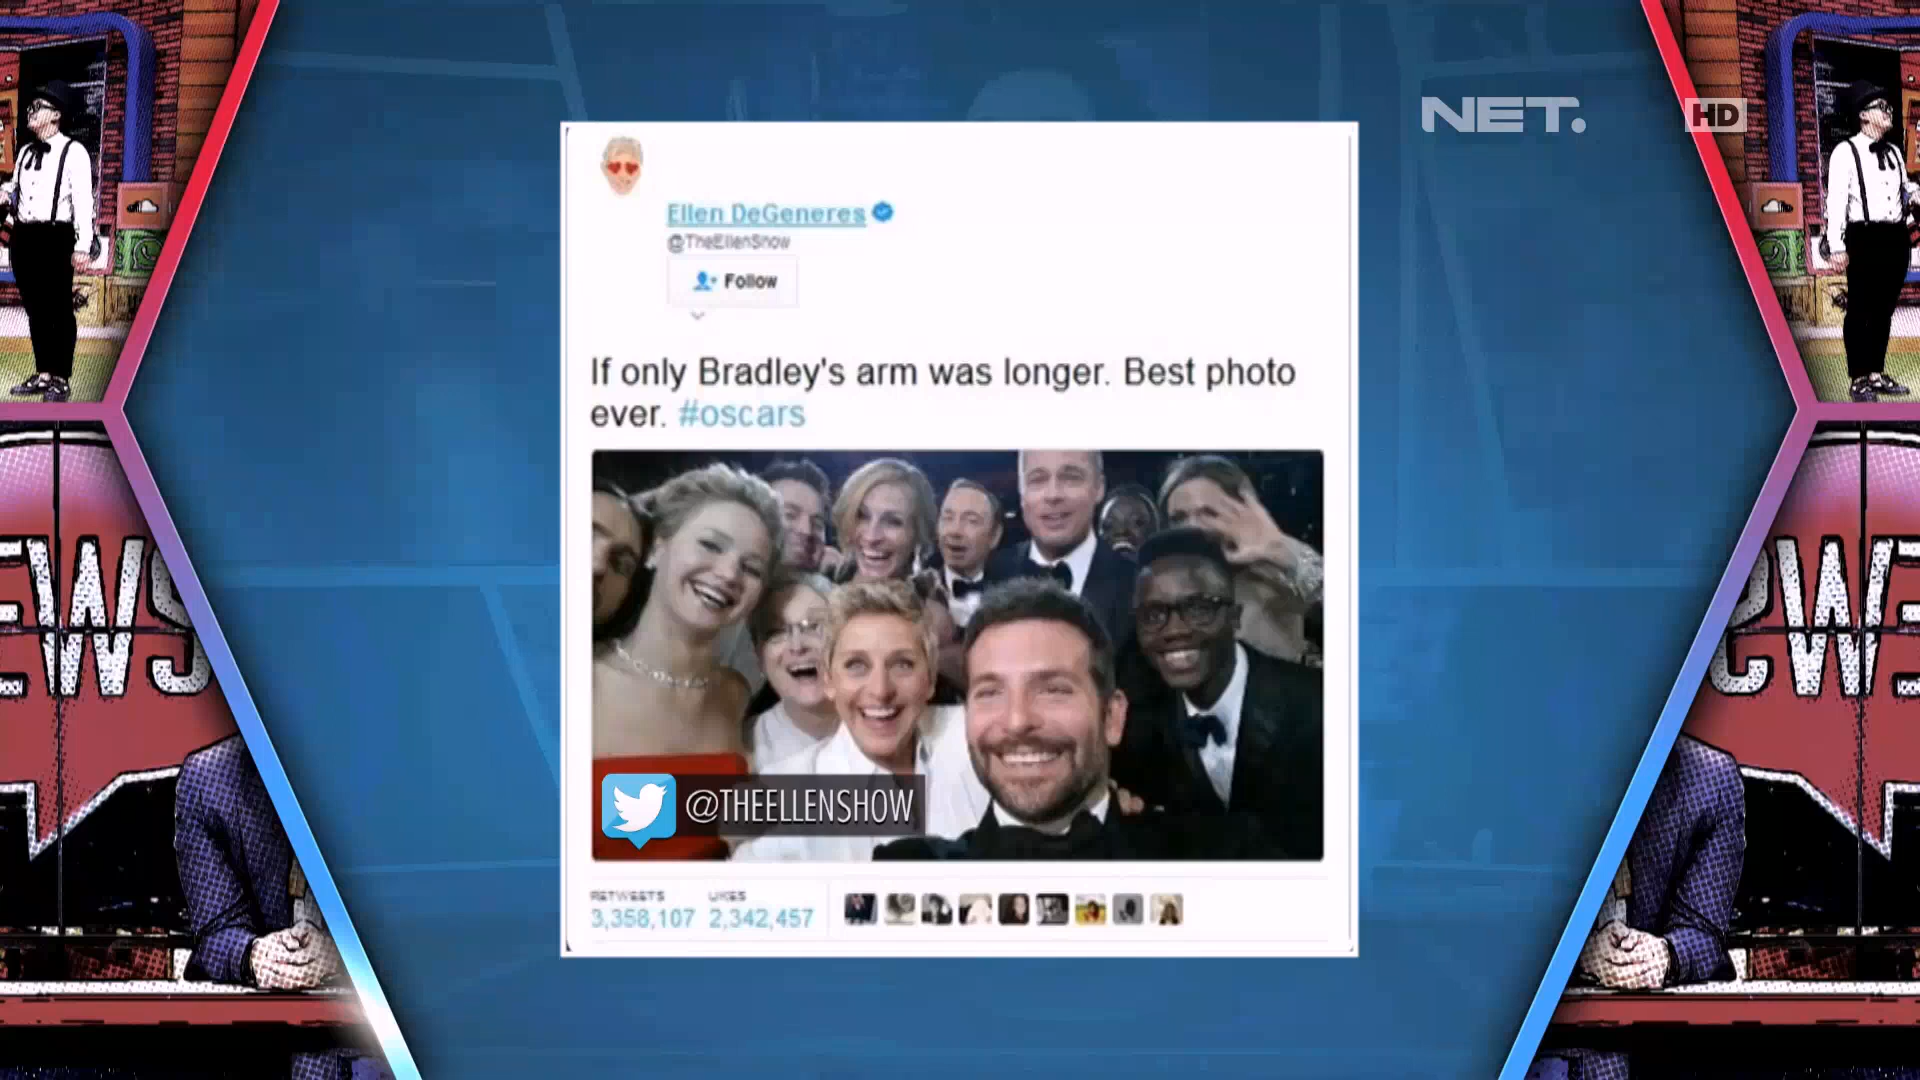 NET.
HD
Ellen DeGeneres
@TheEllenShow
Follow
If only Bradley's arm was longer. Best photo
ever. #oscars
@THEELLENSHOW
RETWEETS LIKES
3,358,107 2,342,457